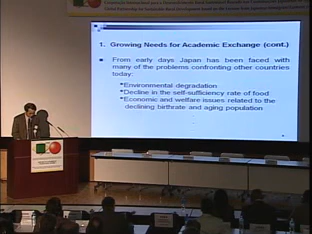 1. Growing Needs for Academic Exchange (cont.)
From early days Japan has been faced with
many of the problems confronting other countries
today:
*Environmental degradation
*Decline in the self-sufficiency rate of food
*Economic and welfare issues related to the
declining birthrate and aging population